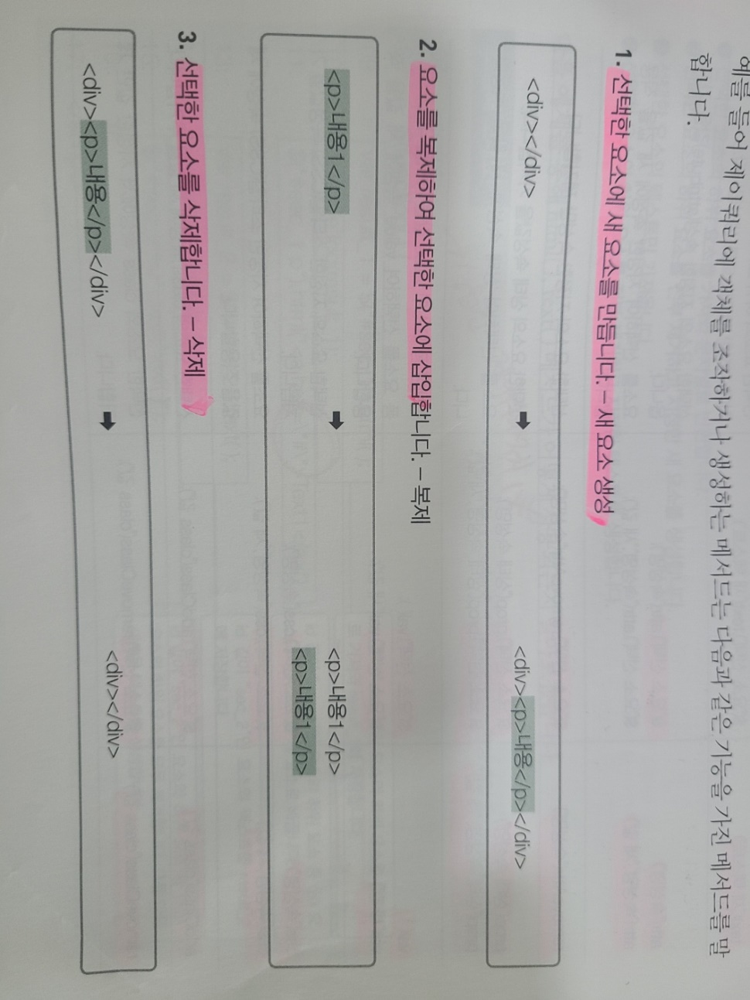 예를 들어 제이쿼리에 객체를 조작하거나 생성하는 메서드는 다음과 같은 기능을 가진 메서드를 말
합니다.
1. 선택한 요소에 새 요소를 만듭니다. – 새 요소 생성
<div></div> ➡ <div><p>내용</p></div>
2. 요소를 복제하여 선택한 요소에 삽입합니다. – 복제
<p>내용1</p> ➡ <p>내용1</p>
<p>내용1</p>
3. 선택한 요소를 삭제합니다. – 삭제
<div><p>내용</p></div> ➡ <div></div>